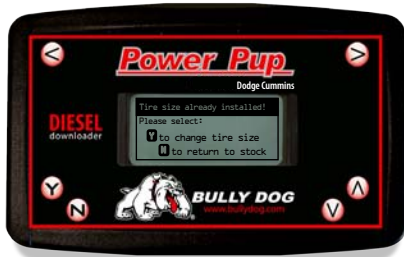 < >
Power Pup
Dodge Cummins
DIESEL
downloader
Tire size already installed!
Please select:
Y to change tire size
N to return to stock
Y
N
BULLY DOG
www.bullydog.com